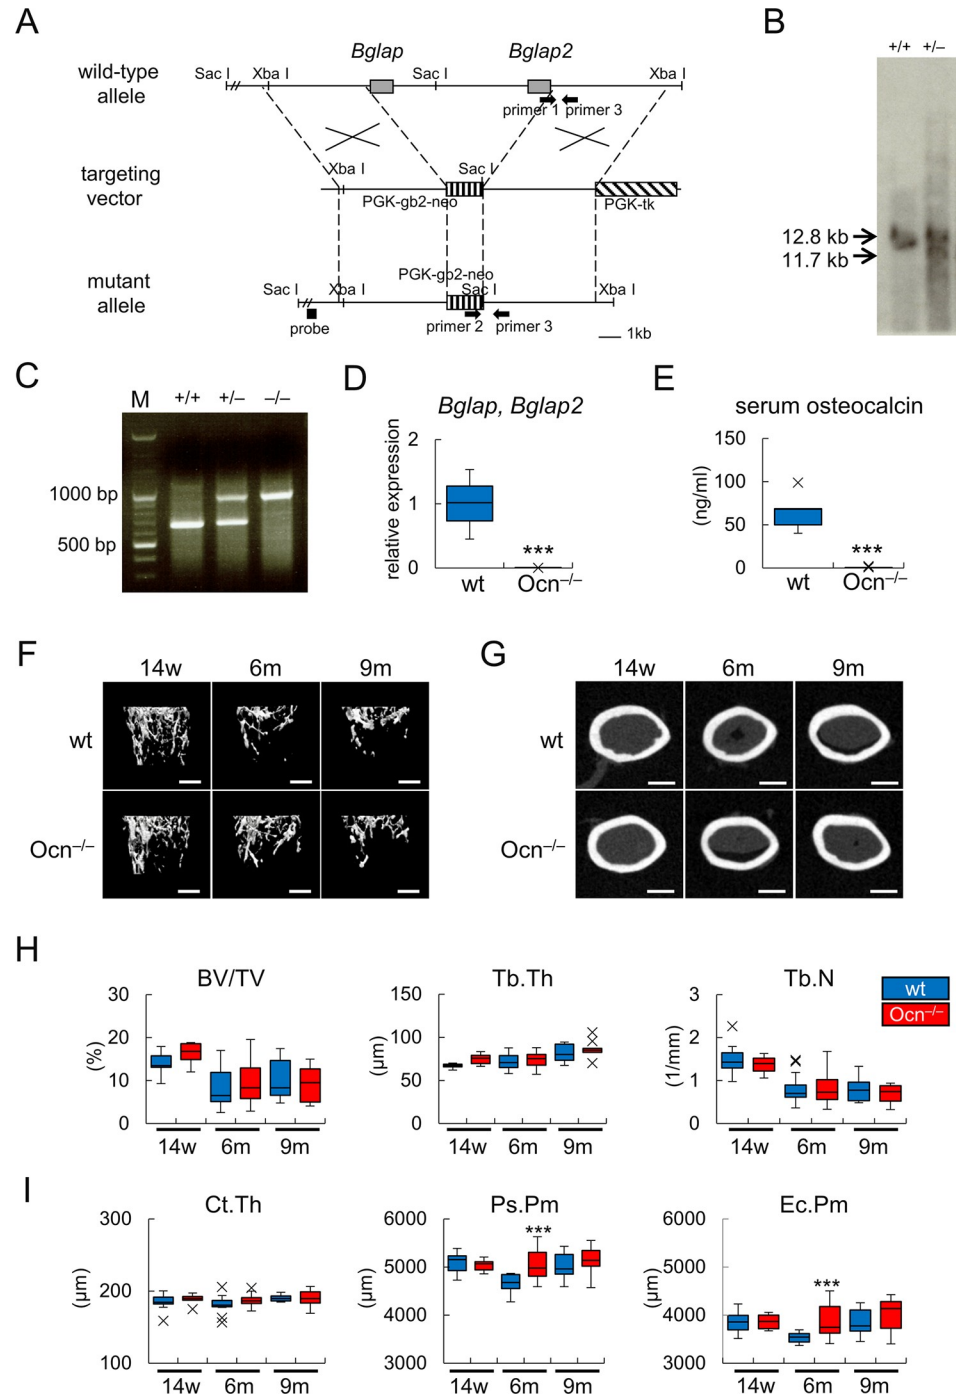 A
Bglap
Bglap2
wild-type
allele
Sac I
Xba I
Sac I
Xba I
primer 1
primer 3
targeting
vector
Xba I
Sac I
PGK-gb2-neo
PGK-tk
mutant
allele
PGK-gb2-neo
Sac I
Xba I
Sac I
Xba I
probe
primer 2
primer 3
1kb
B
+/+
+/–
12.8 kb
11.7 kb
C
M
+/+
+/–
–/–
1000 bp
500 bp
D
Bglap, Bglap2
relative expression
2
1
0
***
wt
Ocn–/–
E
serum osteocalcin
(ng/ml)
150
100
50
0
***
wt
Ocn–/–
F
14w
6m
9m
wt
Ocn–/–
G
14w
6m
9m
wt
Ocn–/–
H
BV/TV
(%)
30
20
10
0
14w
6m
9m
Tb.Th
(μm)
150
100
50
0
14w
6m
9m
Tb.N
(1/mm)
3
2
1
0
14w
6m
9m
wt
Ocn–/–
I
Ct.Th
(μm)
300
200
100
14w
6m
9m
Ps.Pm
(μm)
6000
5000
4000
3000
***
14w
6m
9m
Ec.Pm
(μm)
6000
5000
4000
3000
***
14w
6m
9m